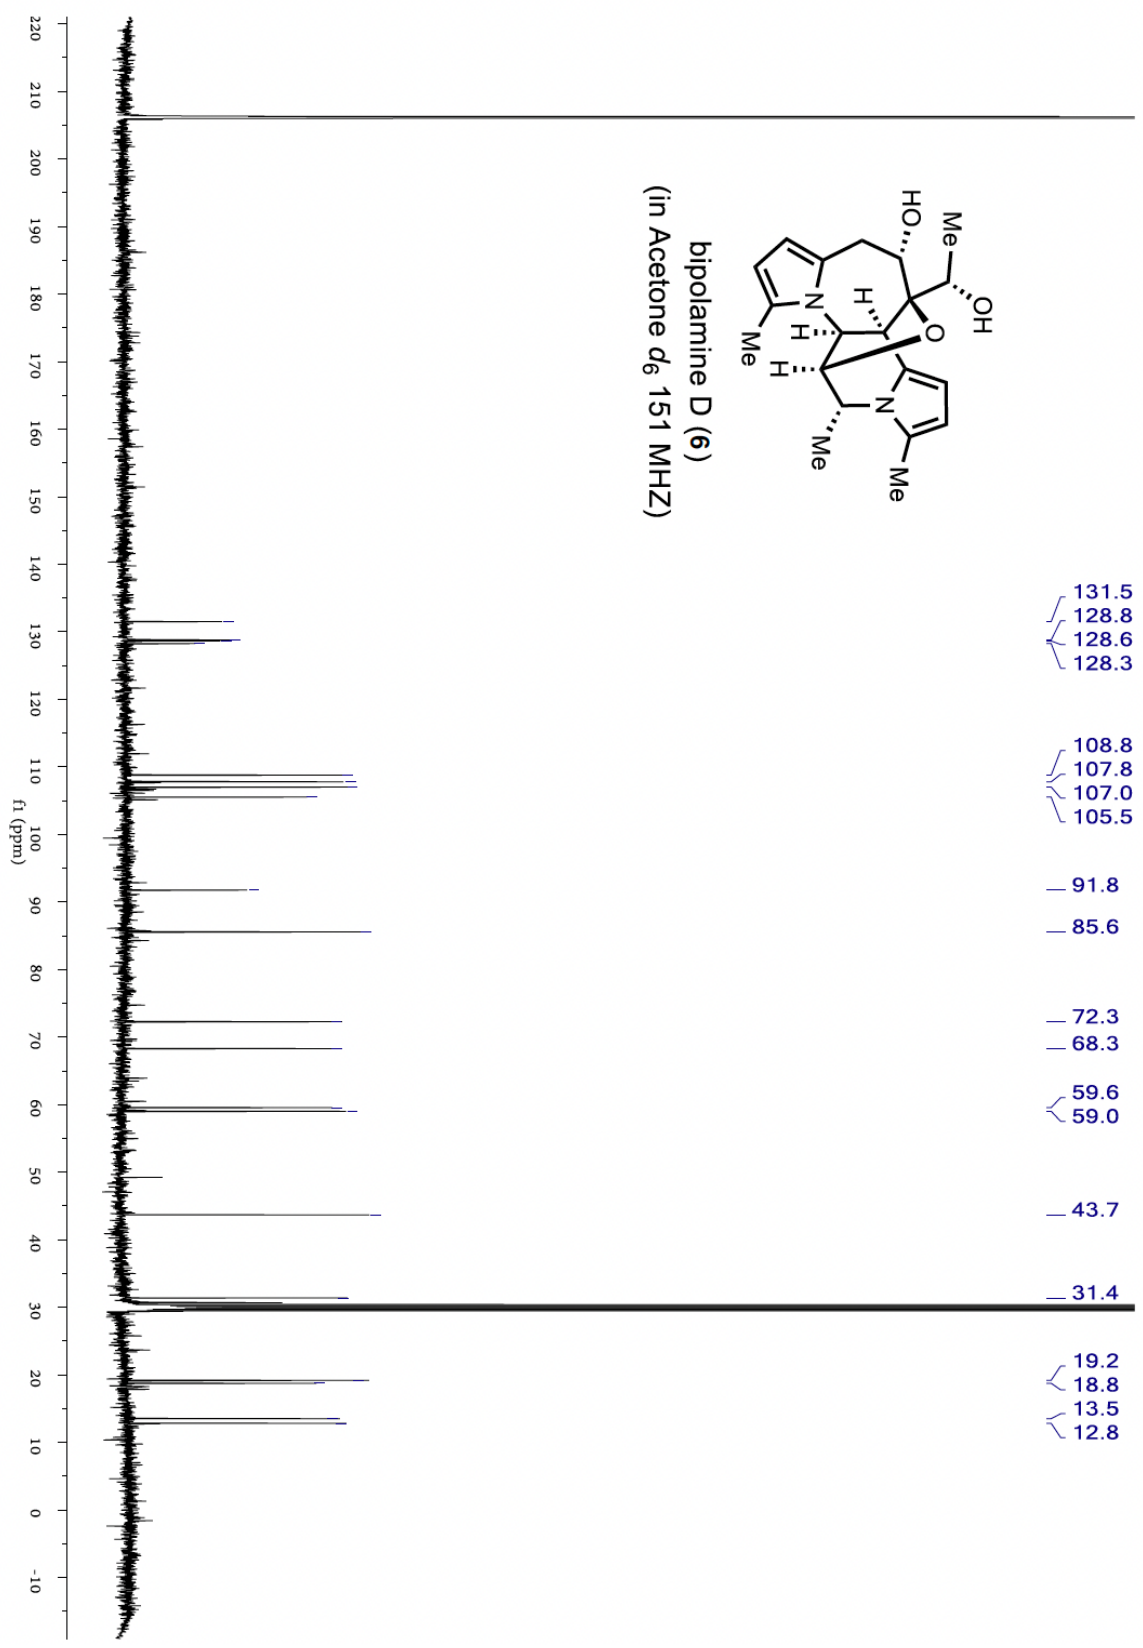 HO
Me
OH
H
O
N
H
H
N
Me
Me
Me
bipolamine D (6)
(in Acetone d6 151 MHZ)
131.5
128.8
128.6
128.3
108.8
107.8
107.0
105.5
91.8
85.6
72.3
68.3
59.6
59.0
43.7
31.4
19.2
18.8
13.5
12.8
220 210 200 190 180 170 160 150 140 130 120 110 100 90 80 70 60 50 40 30 20 10 0 -10
f1 (ppm)